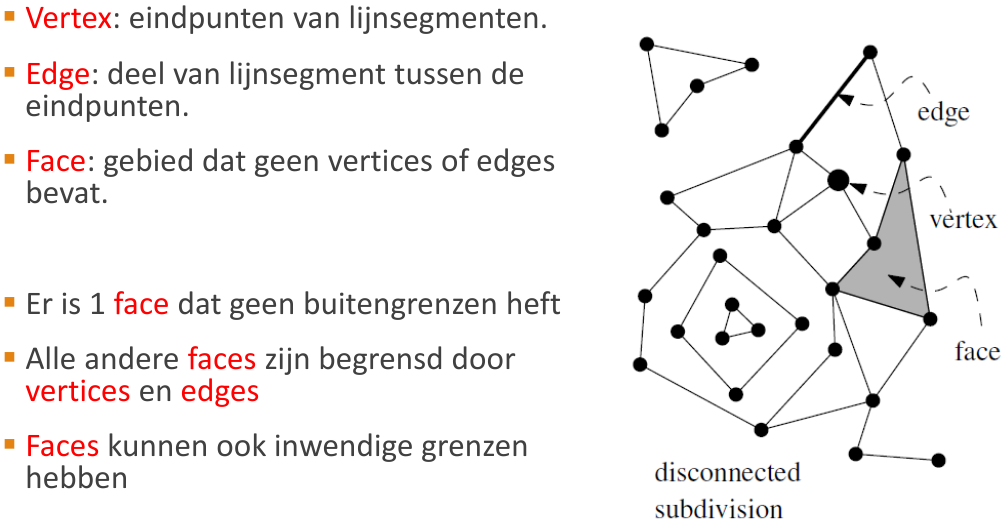 ▪ Vertex: eindpunten van lijnsegmenten.
▪ Edge: deel van lijnsegment tussen de
eindpunten.
▪ Face: gebied dat geen vertices of edges
bevat.
▪ Er is 1 face dat geen buitengrenzen heft
▪ Alle andere faces zijn begrensd door
vertices en edges
▪ Faces kunnen ook inwendige grenzen
hebben
edge
vertex
face
disconnected
subdivision